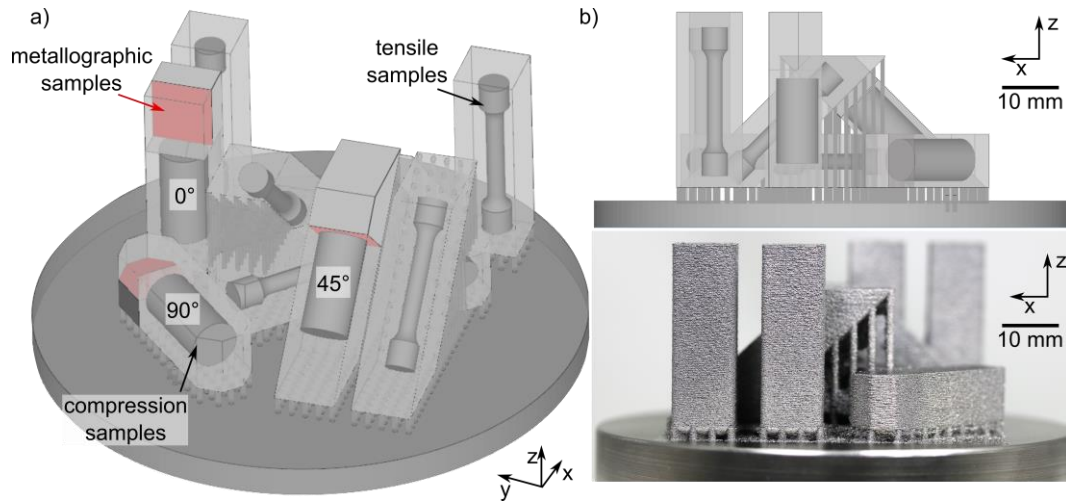 a)
metallographic
samples
tensile
samples
0°
45°
90°
compression
samples
z
x
y
b)
z
x
10 mm
z
x
10 mm